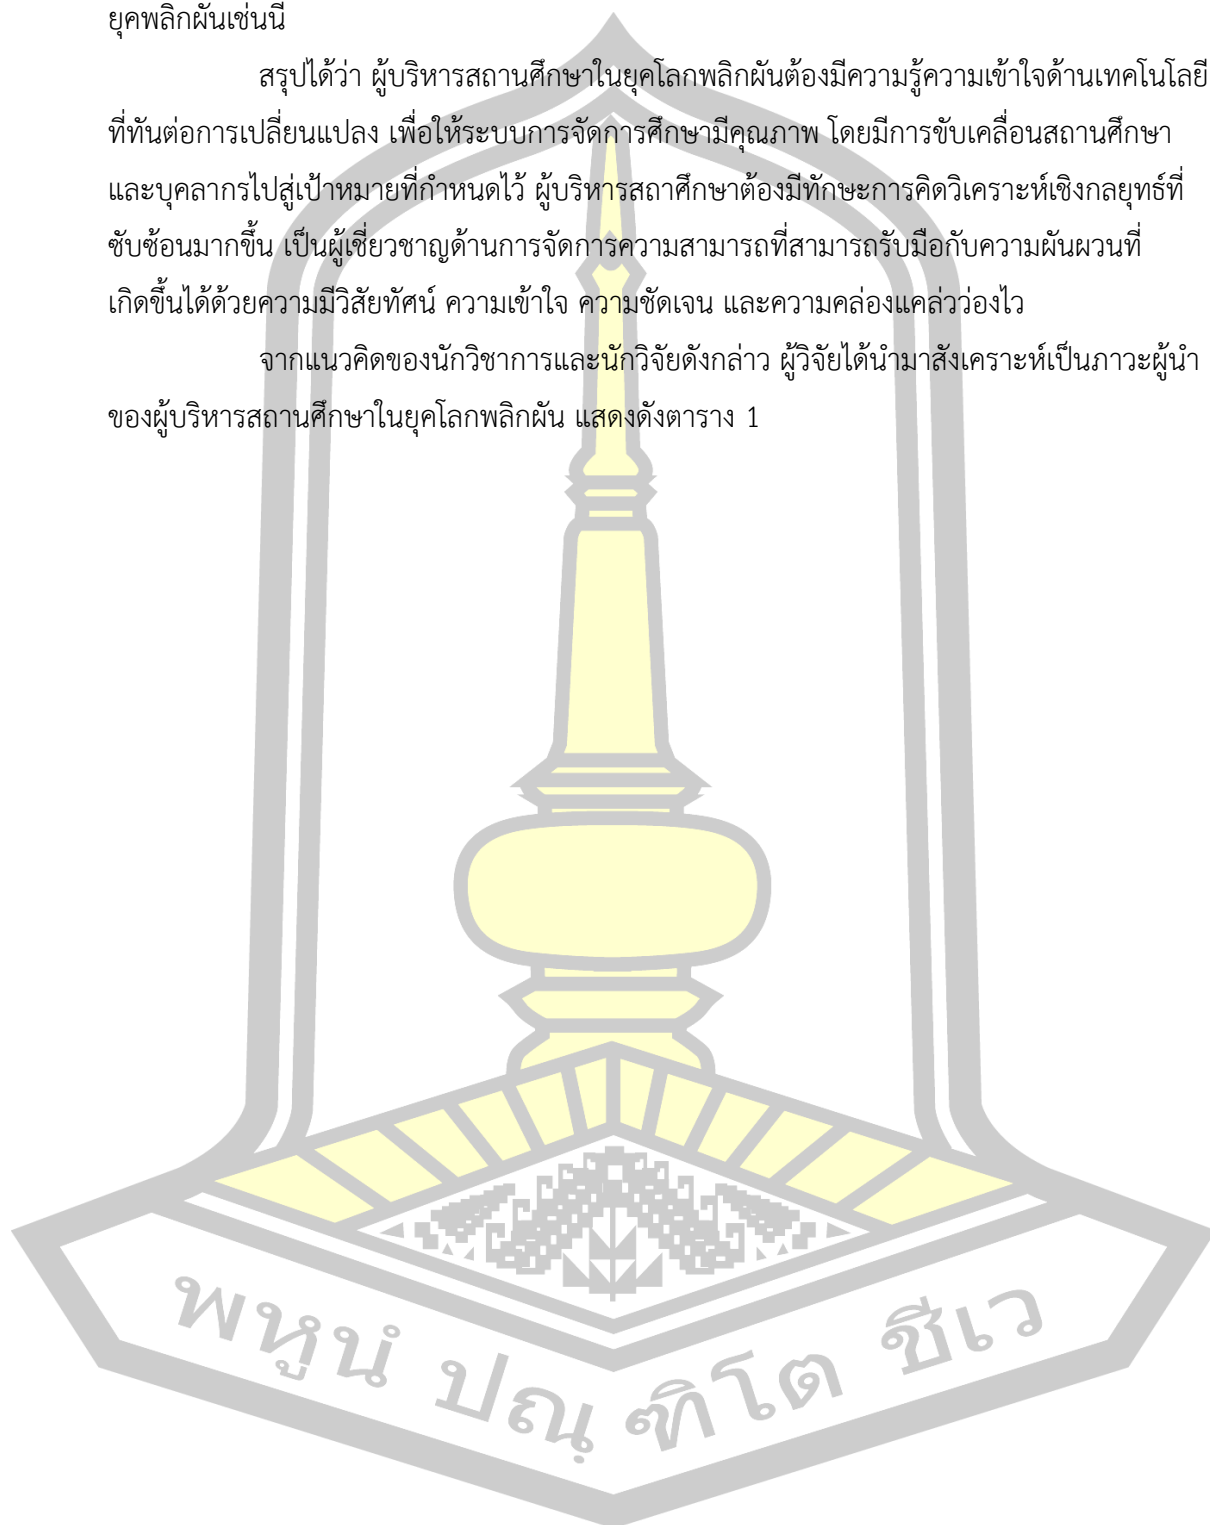 ยุคพลิกผันเช่นนี้
สรุปได้ว่า ผู้บริหารสถานศึกษาในยุคโลกพลิกผันต้องมีความรู้ความเข้าใจด้านเทคโนโลยี
ที่ทันต่อการเปลี่ยนแปลง เพื่อให้ระบบการจัดการศึกษามีคุณภาพ โดยมีการขับเคลื่อนสถานศึกษา
และบุคลากรไปสู่เป้าหมายที่กำหนดไว้ ผู้บริหารสถาศึกษาต้องมีทักษะการคิดวิเคราะห์เชิงกลยุทธ์ที่
ซับซ้อนมากขึ้น เป็นผู้เชี่ยวชาญด้านการจัดการความสามารถที่สามารถรับมือกับความผันผวนที่
เกิดขึ้นได้ด้วยความมีวิสัยทัศน์ ความเข้าใจ ความชัดเจน และความคล่องแคล่วว่องไว
จากแนวคิดของนักวิชาการและนักวิจัยดังกล่าว ผู้วิจัยได้นำมาสังเคราะห์เป็นภาวะผู้นำ
ของผู้บริหารสถานศึกษาในยุคโลกพลิกผัน แสดงดังตาราง 1
พหูนํ ปณฺฑิโต ชีเว